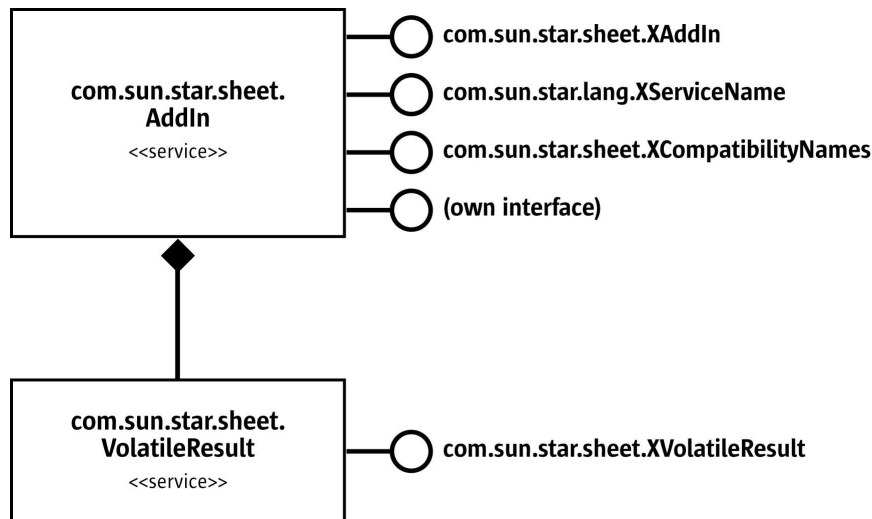 com.sun.star.sheet.
AddIn
<<service>>
com.sun.star.sheet.XAddIn
com.sun.star.lang.XServiceName
com.sun.star.sheet.XCompatibilityNames
(own interface)
com.sun.star.sheet.
VolatileResult
<<service>>
com.sun.star.sheet.XVolatileResult